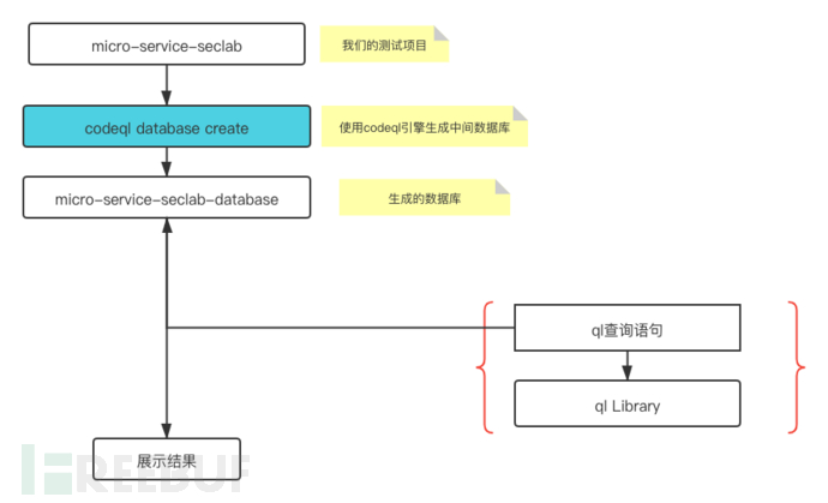 micro-service-seclab
我们的测试项目
codeql database create
使用codeql引擎生成中间数据库
micro-service-seclab-database
生成的数据库
ql查询语句
ql Library
展示结果
FREEBUF